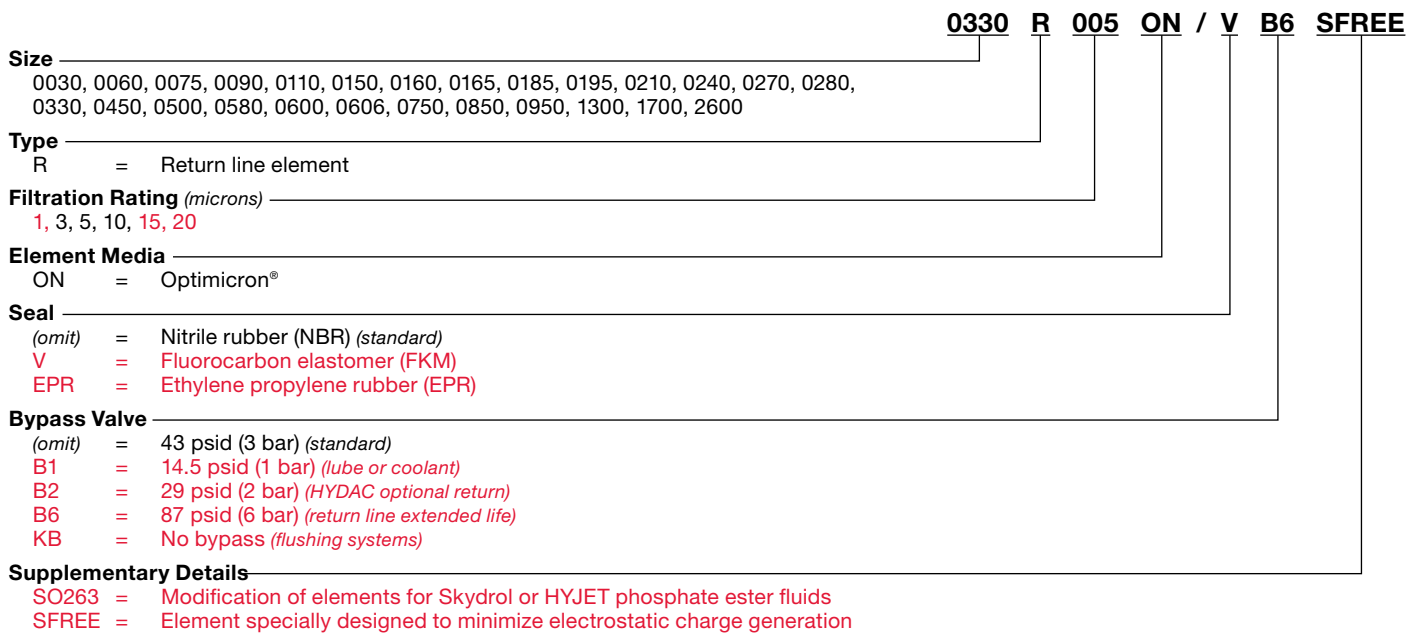 0330 R 005 ON / V B6 SFREE
Size
0030, 0060, 0075, 0090, 0110, 0150, 0160, 0165, 0185, 0195, 0210, 0240, 0270, 0280,
0330, 0450, 0500, 0580, 0600, 0606, 0750, 0850, 0950, 1300, 1700, 2600
Type
R = Return line element
Filtration Rating (microns)
1, 3, 5, 10, 15, 20
Element Media
ON = Optimicron®
Seal
(omit) = Nitrile rubber (NBR) (standard)
V = Fluorocarbon elastomer (FKM)
EPR = Ethylene propylene rubber (EPR)
Bypass Valve
(omit) = 43 psid (3 bar) (standard)
B1 = 14.5 psid (1 bar) (lube or coolant)
B2 = 29 psid (2 bar) (HYDAC optional return)
B6 = 87 psid (6 bar) (return line extended life)
KB = No bypass (flushing systems)
Supplementary Details
SO263 = Modification of elements for Skydrol or HYJET phosphate ester fluids
SFREE = Element specially designed to minimize electrostatic charge generation